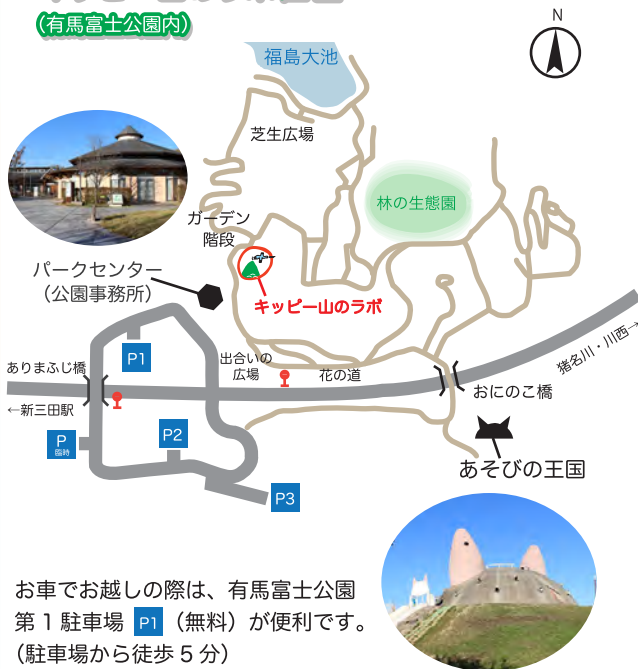 (有馬富士公園内)
N
福島大池
芝生広場
林の生態園
ガーデン
階段
パークセンター
(公園事務所)
キッピー山のラボ
P1
ありまふじ橋
出合いの
広場
花の道
猪名川・川西→
おにのこ橋
←新三田駅
P
臨時
P2
あそびの王国
P3
お車でお越しの際は、有馬富士公園
第1駐車場 P1 (無料)が便利です。
(駐車場から徒歩5分)